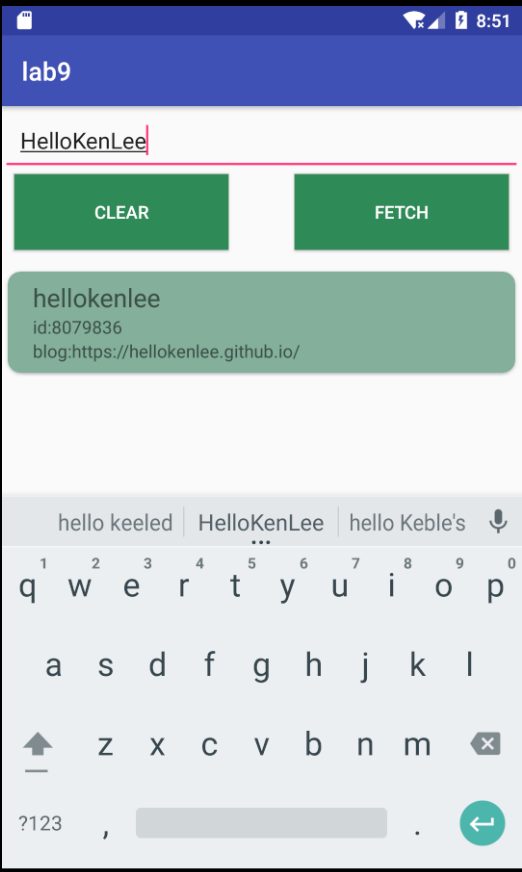 8:51
lab9
HelloKenLee
CLEAR FETCH
hellokenlee
id:8079836
blog:https://hellokenlee.github.io/
hello keeled HelloKenLee hello Keble's
1 2 3 4 5 6 7 8 9 0
q w e r t y u i o p
a s d f g h j k l
z x c v b n m
?123 , .